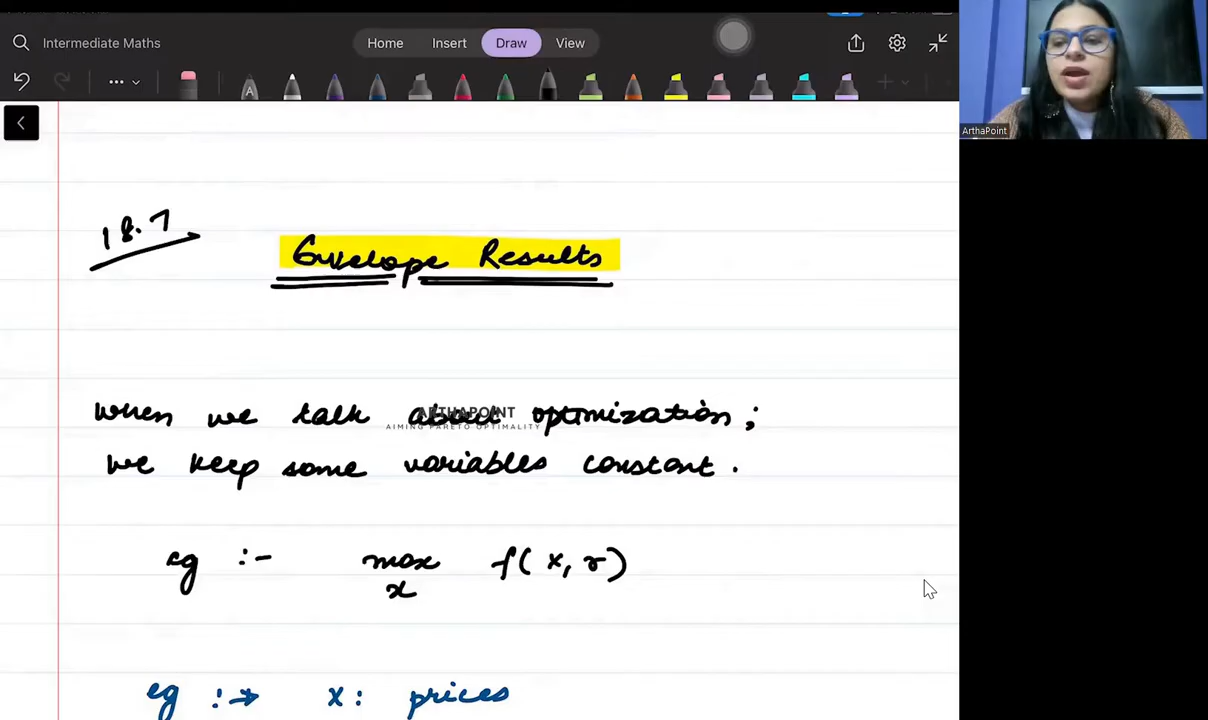 Intermediate Maths
Home Insert Draw View
A
ArthaPoint
18.7
Envelope Results
when we talk about optimization;
ARTHAPOINT
AIMING PARETO OPTIMALITY
we keep some variables constant.
eg :- max f(x, r)
x
eg :→ x: prices